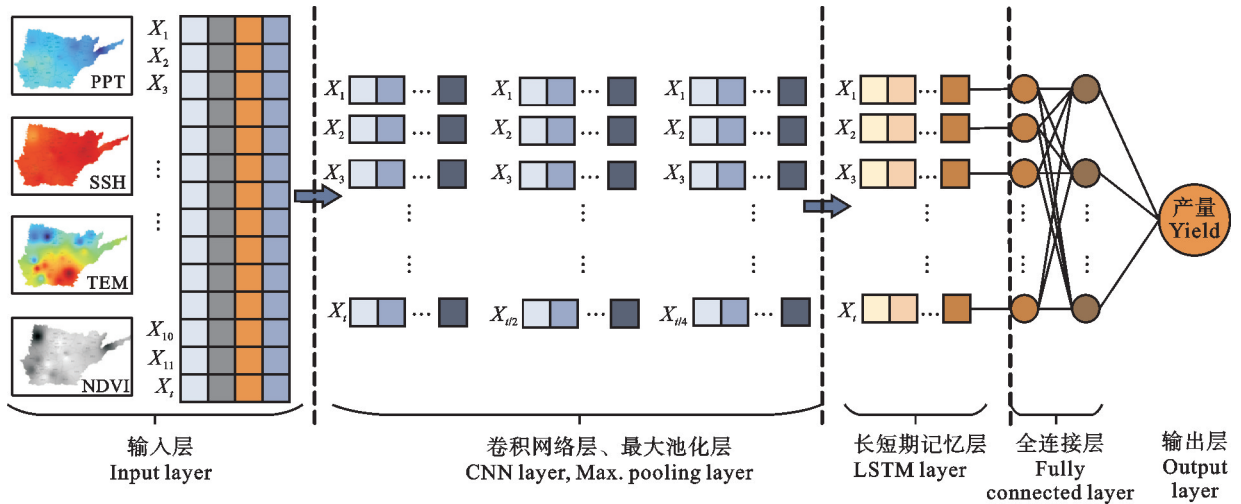 PPT
SSH
TEM
NDVI
X1
X2
X3
⋮
⋮
X10
X11
Xt
X1 … X1 … X1 …
X2 … X2 … X2 …
X3 … X3 … X3 …
⋮ ⋮ ⋮
⋮ ⋮ ⋮
Xt … Xt/2 … Xt/4 …
X1 …
X2 …
X3 …
⋮ ⋮
⋮ ⋮
Xt …
⋮ ⋮
⋮ ⋮
产量
Yield
输入层
Input layer
卷积网络层、最大池化层
CNN layer, Max. pooling layer
长短期记忆层
LSTM layer
全连接层
Fully
connected layer
输出层
Output
layer